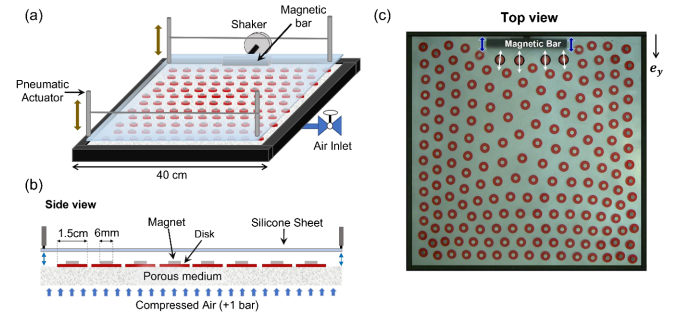 (a)
Magnetic
bar
Shaker
Pneumatic
Actuator
Air Inlet
40 cm
(b)
Side view
1.5cm
6mm
Magnet
Disk
Silicone Sheet
Porous medium
Compressed Air (+1 bar)
(c)
Top view
Magnetic Bar
e_y